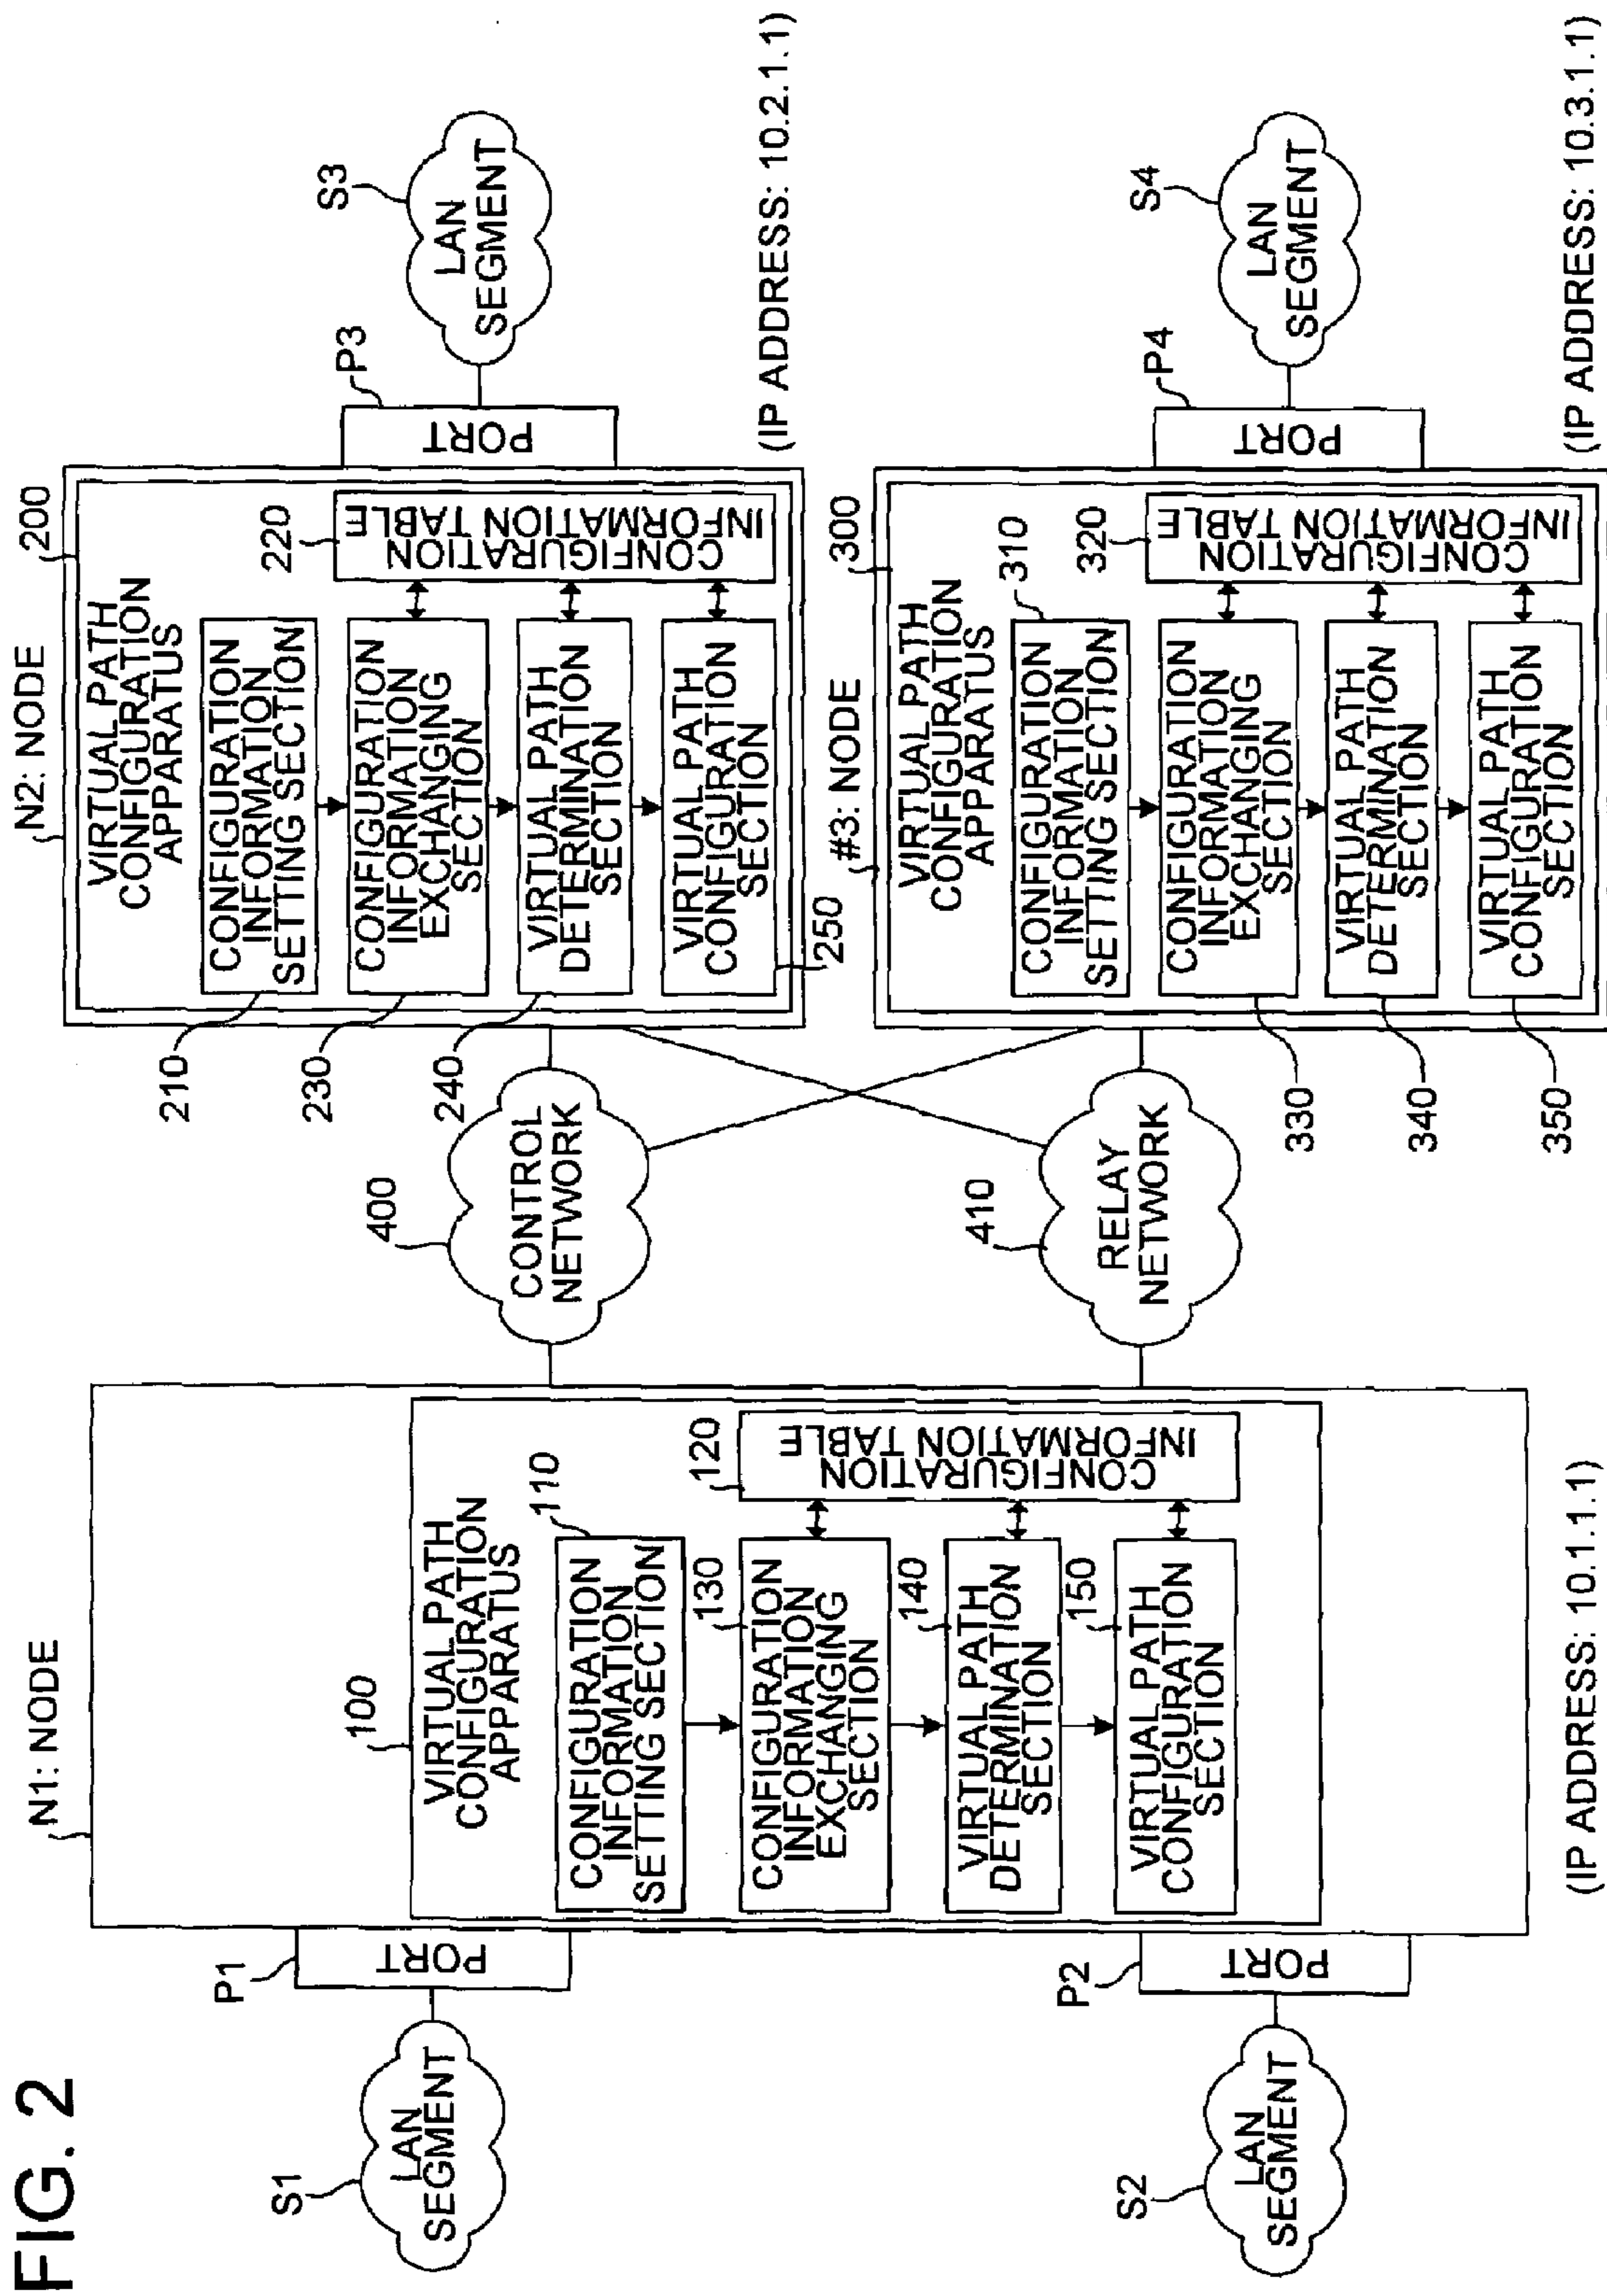 FIG. 2
N1: NODE
100
VIRTUAL PATH
CONFIGURATION
APPARATUS
110
CONFIGURATION
INFORMATION
SETTING SECTION
120
CONFIGURATION
INFORMATION TABLE
130
CONFIGURATION
INFORMATION
EXCHANGING
SECTION
140
VIRTUAL PATH
DETERMINATION
SECTION
150
VIRTUAL PATH
CONFIGURATION
SECTION
P1
PORT
S1
LAN
SEGMENT
P2
PORT
S2
LAN
SEGMENT
(IP ADDRESS: 10.1.1.1)
400
CONTROL
NETWORK
410
RELAY
NETWORK
N2: NODE
200
VIRTUAL PATH
CONFIGURATION
APPARATUS
210
CONFIGURATION
INFORMATION
SETTING SECTION
220
CONFIGURATION
INFORMATION TABLE
230
CONFIGURATION
INFORMATION
EXCHANGING
SECTION
240
VIRTUAL PATH
DETERMINATION
SECTION
250
VIRTUAL PATH
CONFIGURATION
SECTION
P3
PORT
S3
LAN
SEGMENT
(IP ADDRESS: 10.2.1.1)
#3: NODE
300
VIRTUAL PATH
CONFIGURATION
APPARATUS
310
CONFIGURATION
INFORMATION
SETTING SECTION
320
CONFIGURATION
INFORMATION TABLE
330
CONFIGURATION
INFORMATION
EXCHANGING
SECTION
340
VIRTUAL PATH
DETERMINATION
SECTION
350
VIRTUAL PATH
CONFIGURATION
SECTION
P4
PORT
S4
LAN
SEGMENT
(IP ADDRESS: 10.3.1.1)